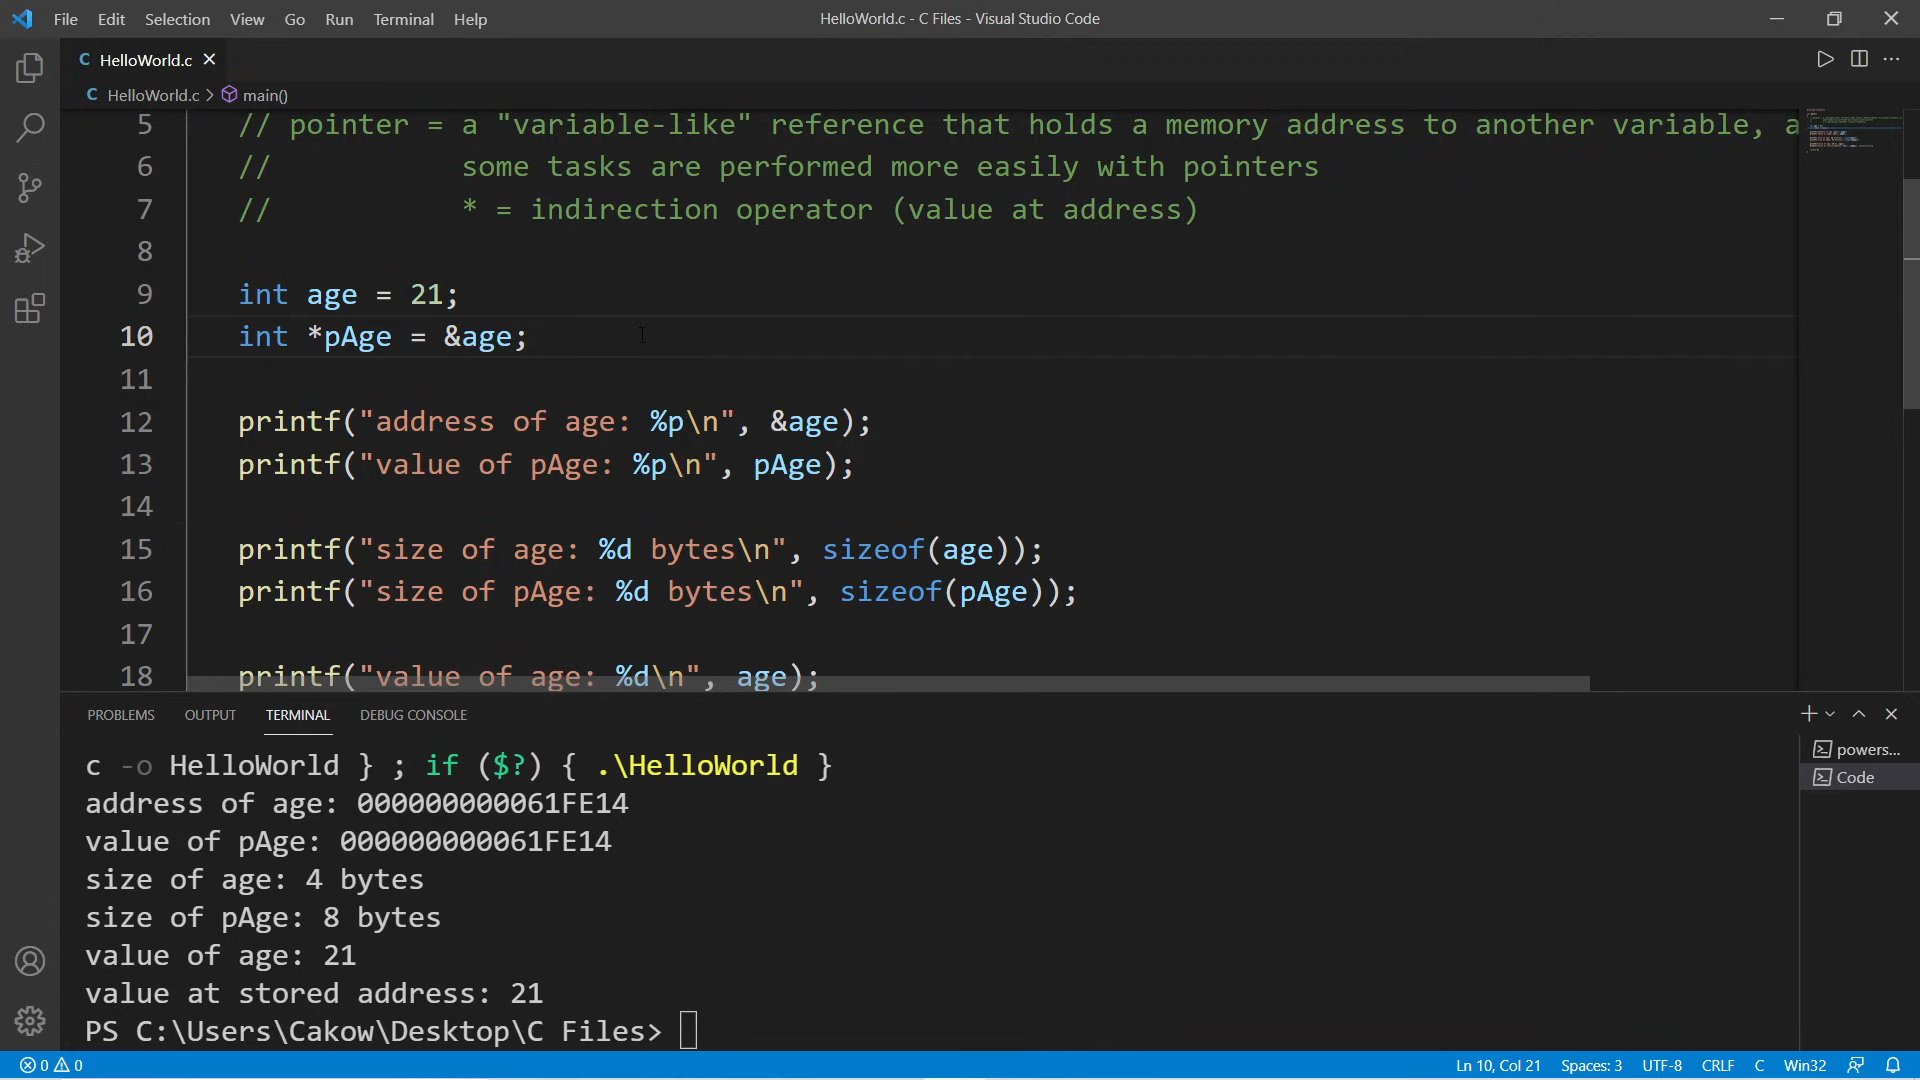 File Edit Selection View Go Run Terminal Help HelloWorld.c - C Files - Visual Studio Code
C HelloWorld.c
C HelloWorld.c > main()
5 // pointer = a "variable-like" reference that holds a memory address to another variable, a
6 // some tasks are performed more easily with pointers
7 // * = indirection operator (value at address)
8
9 int age = 21;
10 int *pAge = &age;
11
12 printf("address of age: %p\n", &age);
13 printf("value of pAge: %p\n", pAge);
14
15 printf("size of age: %d bytes\n", sizeof(age));
16 printf("size of pAge: %d bytes\n", sizeof(pAge));
17
18 printf("value of age: %d\n", age);
PROBLEMS OUTPUT TERMINAL DEBUG CONSOLE
c -o HelloWorld } ; if ($?) { .\HelloWorld }
address of age: 000000000061FE14
value of pAge: 000000000061FE14
size of age: 4 bytes
size of pAge: 8 bytes
value of age: 21
value at stored address: 21
PS C:\Users\Cakow\Desktop\C Files>
powers...
Code
0 0 Ln 10, Col 21 Spaces: 3 UTF-8 CRLF C Win32